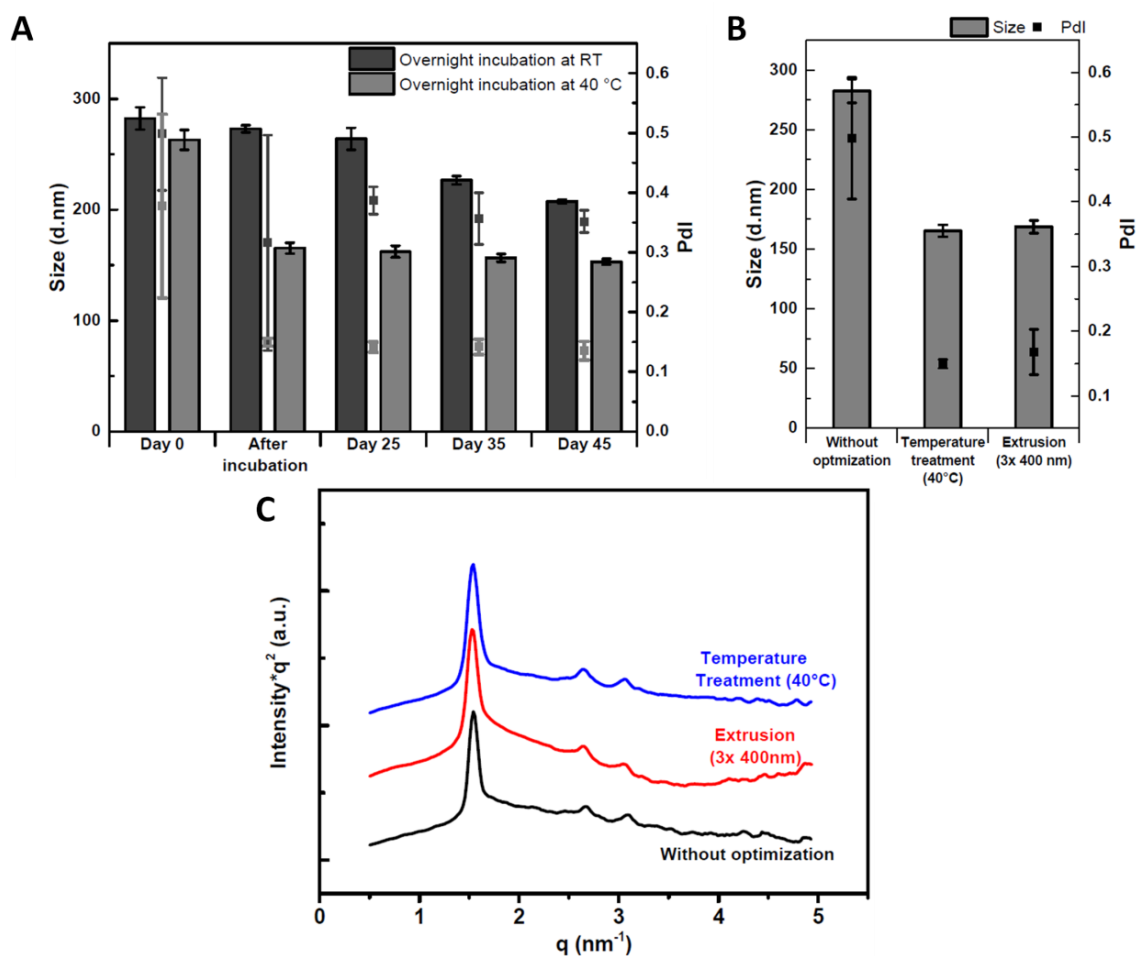 A
Overnight incubation at RT
Overnight incubation at 40 °C
300
200
100
0
Size (d.nm)
0.6
0.5
0.4
0.3
0.2
0.1
0.0
PdI
Day 0
After
incubation
Day 25
Day 35
Day 45
B
Size
PdI
300
250
200
150
100
50
0
Size (d.nm)
0.6
0.5
0.4
0.3
0.2
0.1
PdI
Without
optmization
Temperature
treatment
(40°C)
Extrusion
(3x 400 nm)
C
Intensity*q² (a.u.)
Temperature
Treatment (40°C)
Extrusion
(3x 400nm)
Without optimization
0
1
2
3
4
5
q (nm⁻¹)